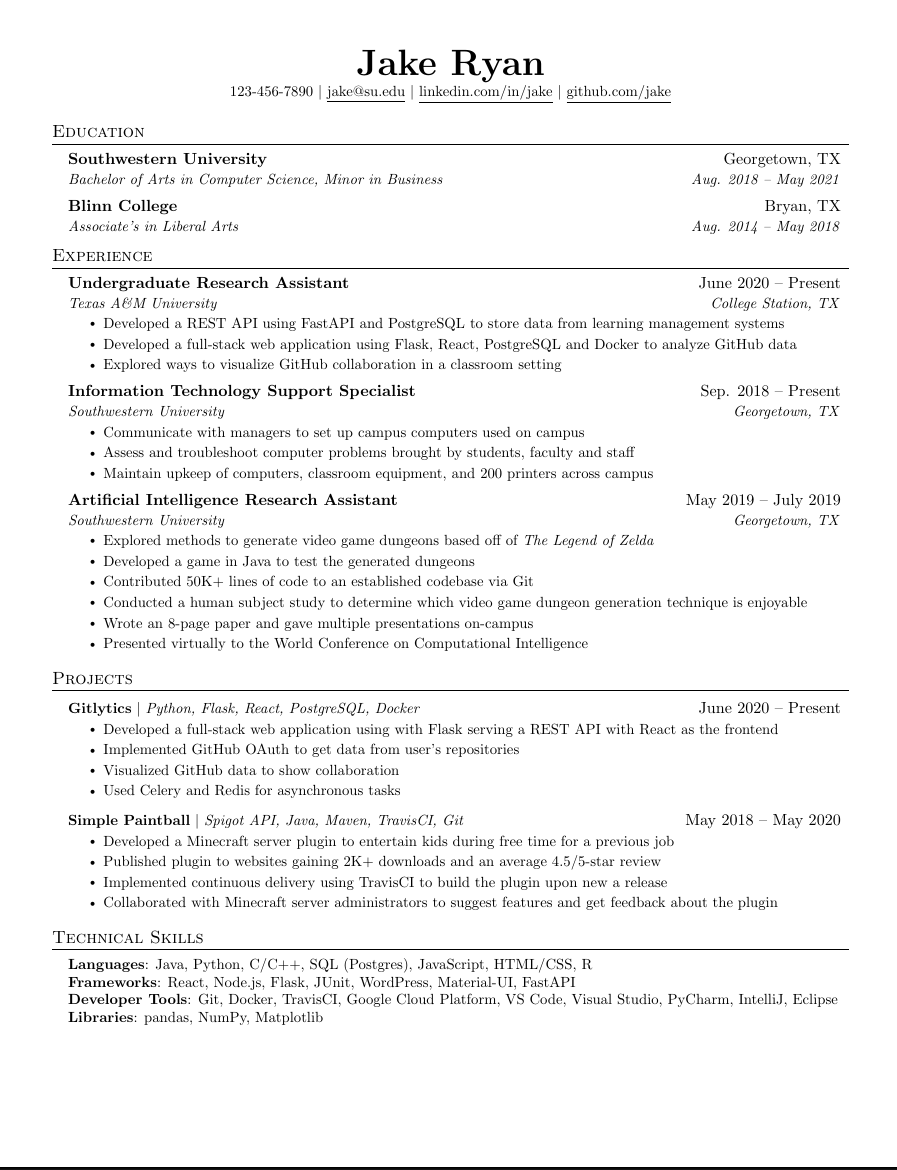 Jake Ryan
123-456-7890 | jake@su.edu | linkedin.com/in/jake | github.com/jake
Education
Southwestern University Georgetown, TX
Bachelor of Arts in Computer Science, Minor in Business Aug. 2018 – May 2021
Blinn College Bryan, TX
Associate's in Liberal Arts Aug. 2014 – May 2018
Experience
Undergraduate Research Assistant June 2020 – Present
Texas A&M University College Station, TX
• Developed a REST API using FastAPI and PostgreSQL to store data from learning management systems
• Developed a full-stack web application using Flask, React, PostgreSQL and Docker to analyze GitHub data
• Explored ways to visualize GitHub collaboration in a classroom setting
Information Technology Support Specialist Sep. 2018 – Present
Southwestern University Georgetown, TX
• Communicate with managers to set up campus computers used on campus
• Assess and troubleshoot computer problems brought by students, faculty and staff
• Maintain upkeep of computers, classroom equipment, and 200 printers across campus
Artificial Intelligence Research Assistant May 2019 – July 2019
Southwestern University Georgetown, TX
• Explored methods to generate video game dungeons based off of The Legend of Zelda
• Developed a game in Java to test the generated dungeons
• Contributed 50K+ lines of code to an established codebase via Git
• Conducted a human subject study to determine which video game dungeon generation technique is enjoyable
• Wrote an 8-page paper and gave multiple presentations on-campus
• Presented virtually to the World Conference on Computational Intelligence
Projects
Gitlytics | Python, Flask, React, PostgreSQL, Docker June 2020 – Present
• Developed a full-stack web application using with Flask serving a REST API with React as the frontend
• Implemented GitHub OAuth to get data from user's repositories
• Visualized GitHub data to show collaboration
• Used Celery and Redis for asynchronous tasks
Simple Paintball | Spigot API, Java, Maven, TravisCI, Git May 2018 – May 2020
• Developed a Minecraft server plugin to entertain kids during free time for a previous job
• Published plugin to websites gaining 2K+ downloads and an average 4.5/5-star review
• Implemented continuous delivery using TravisCI to build the plugin upon new a release
• Collaborated with Minecraft server administrators to suggest features and get feedback about the plugin
Technical Skills
Languages: Java, Python, C/C++, SQL (Postgres), JavaScript, HTML/CSS, R
Frameworks: React, Node.js, Flask, JUnit, WordPress, Material-UI, FastAPI
Developer Tools: Git, Docker, TravisCI, Google Cloud Platform, VS Code, Visual Studio, PyCharm, IntelliJ, Eclipse
Libraries: pandas, NumPy, Matplotlib